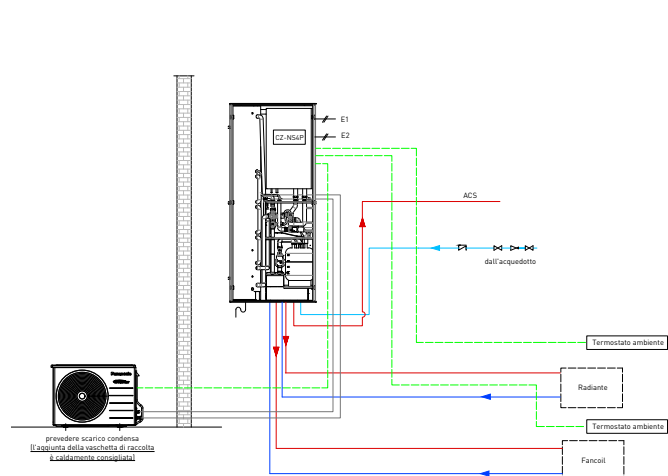 E1
CZ-NS4P
E2
ACS
dall'acquedotto
Termostato ambiente
Panasonic
Radiante
Termostato ambiente
prevedere scarico condensa
(l'aggiunta della vaschetta di raccolta
è caldamente consigliata)
Fancoil